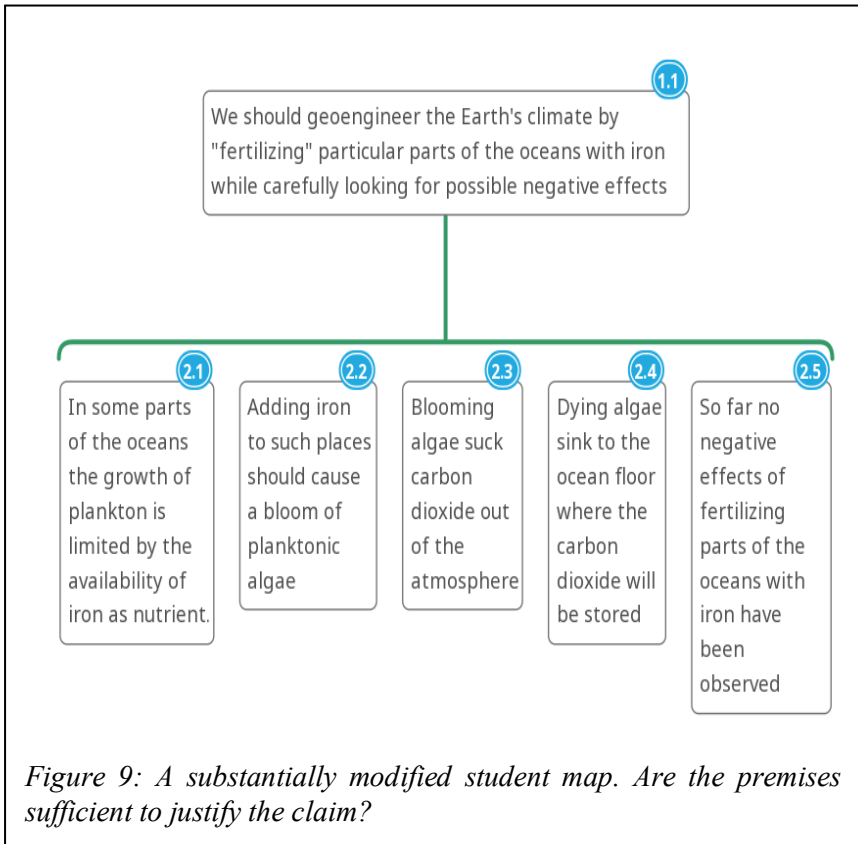 1.1
We should geoengineer the Earth's climate by
"fertilizing" particular parts of the oceans with iron
while carefully looking for possible negative effects
2.1
In some parts
of the oceans
the growth of
plankton is
limited by the
availability of
iron as nutrient.
2.2
Adding iron
to such places
should cause
a bloom of
planktonic
algae
2.3
Blooming
algae suck
carbon
dioxide out
of the
atmosphere
2.4
Dying algae
sink to the
ocean floor
where the
carbon
dioxide will
be stored
2.5
So far no
negative
effects of
fertilizing
parts of the
oceans with
iron have
been
observed
Figure 9: A substantially modified student map. Are the premises
sufficient to justify the claim?